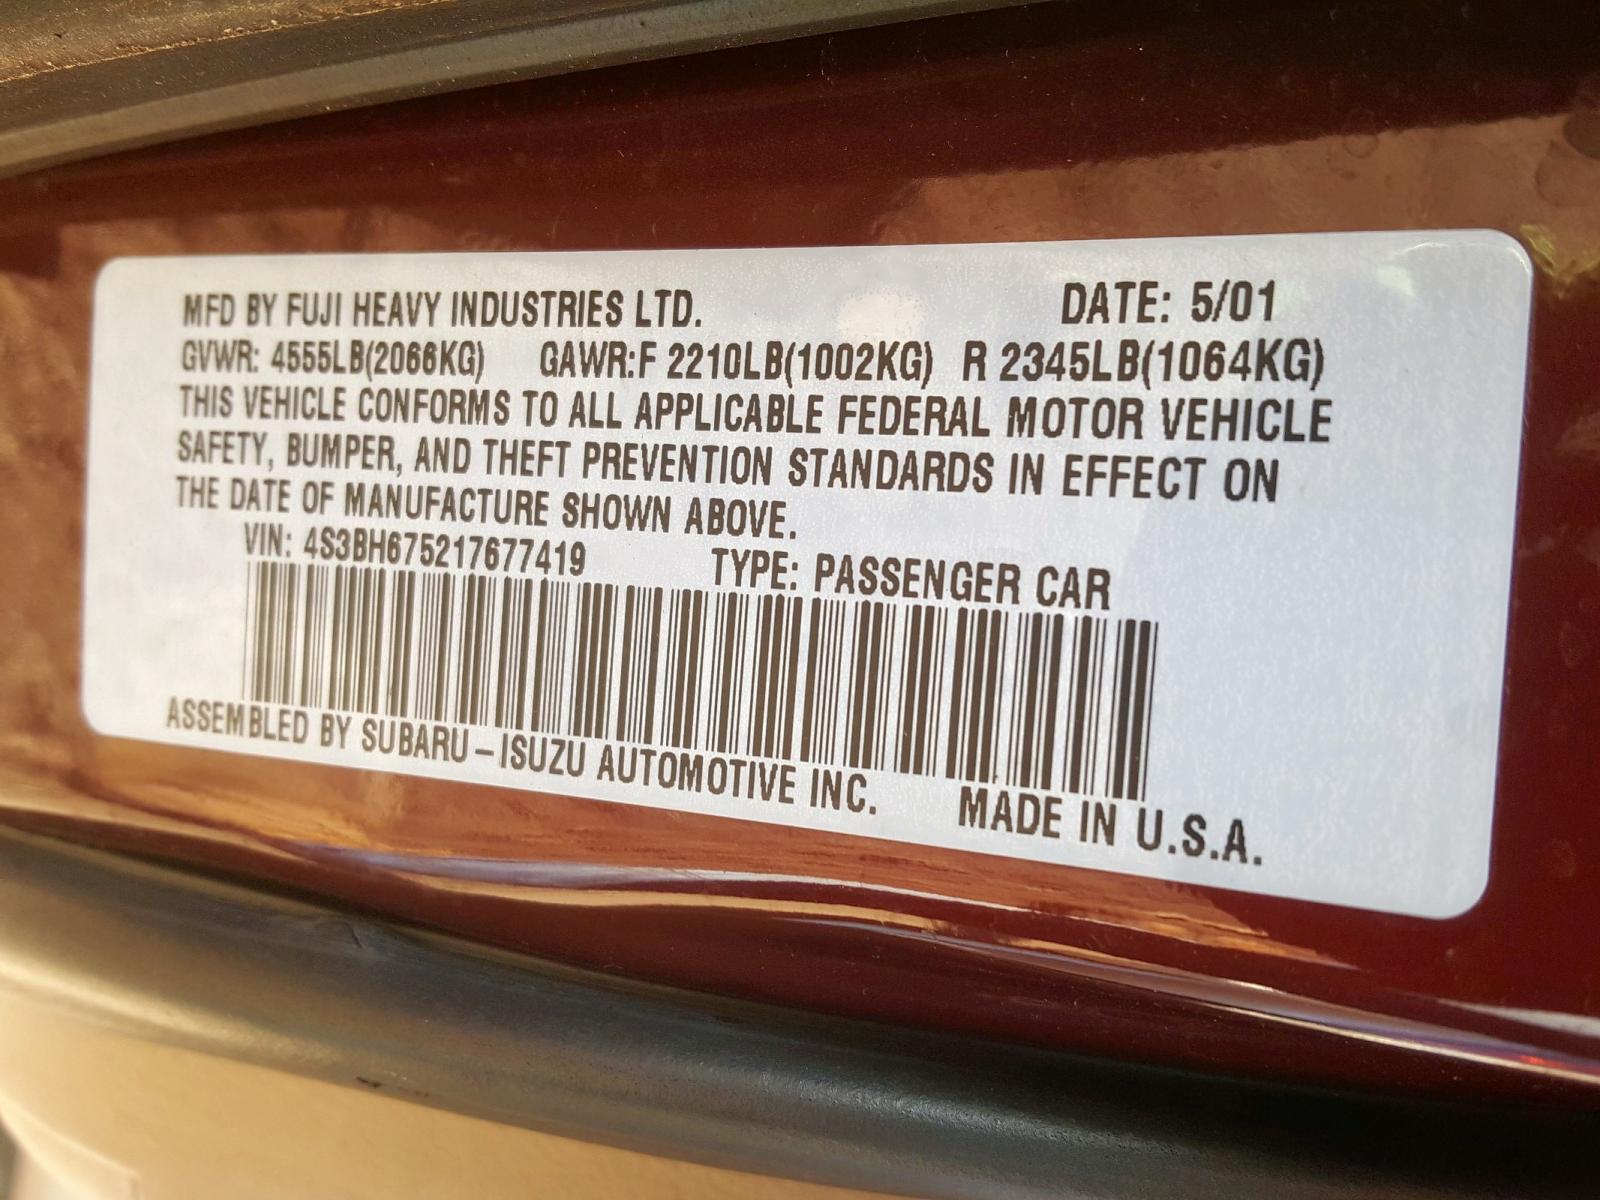 MFD BY FUJI HEAVY INDUSTRIES LTD. DATE: 5/01
GVWR: 4555LB(2066KG) GAWR:F 2210LB(1002KG) R 2345LB(1064KG)
THIS VEHICLE CONFORMS TO ALL APPLICABLE FEDERAL MOTOR VEHICLE
SAFETY, BUMPER, AND THEFT PREVENTION STANDARDS IN EFFECT ON
THE DATE OF MANUFACTURE SHOWN ABOVE.
VIN: 4S3BH675217677419 TYPE: PASSENGER CAR
ASSEMBLED BY SUBARU-ISUZU AUTOMOTIVE INC. MADE IN U.S.A.